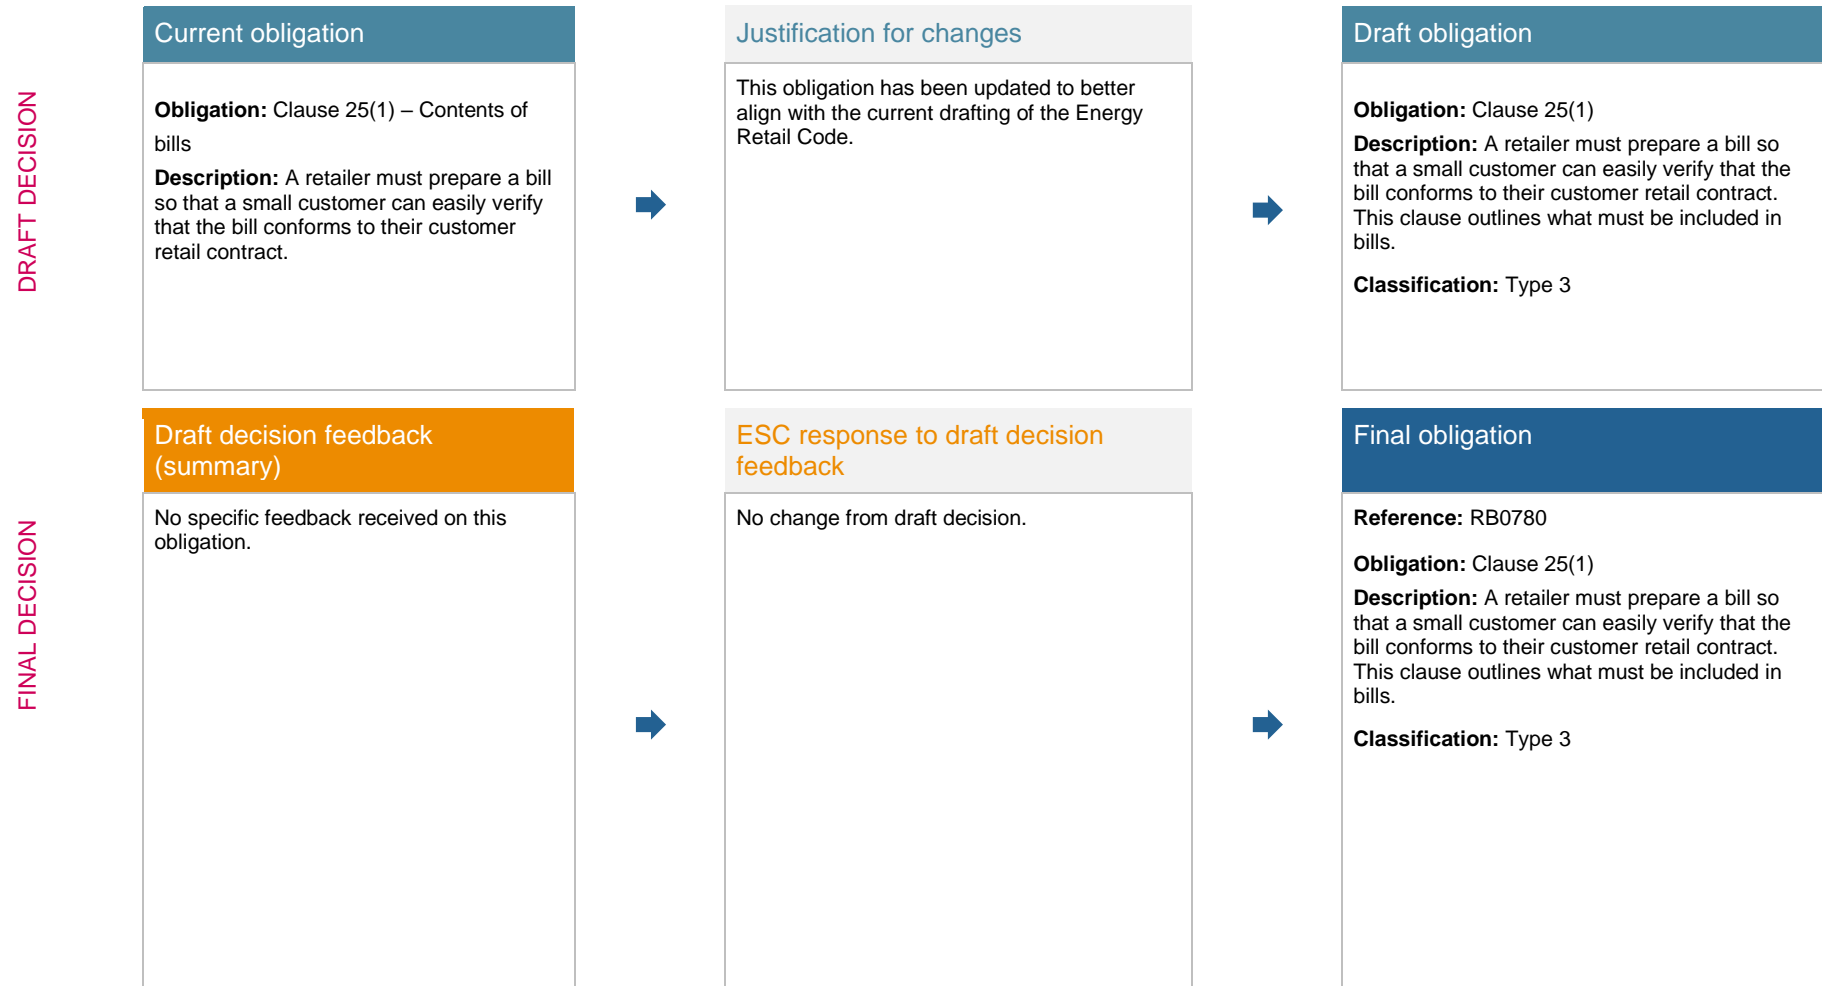 DRAFT DECISION
Current obligation
Obligation: Clause 25(1) – Contents of
bills
Description: A retailer must prepare a bill
so that a small customer can easily verify
that the bill conforms to their customer
retail contract.
Justification for changes
This obligation has been updated to better
align with the current drafting of the Energy
Retail Code.
Draft obligation
Obligation: Clause 25(1)
Description: A retailer must prepare a bill so
that a small customer can easily verify that the
bill conforms to their customer retail contract.
This clause outlines what must be included in
bills.
Classification: Type 3
FINAL DECISION
Draft decision feedback
(summary)
No specific feedback received on this
obligation.
ESC response to draft decision
feedback
No change from draft decision.
Final obligation
Reference: RB0780
Obligation: Clause 25(1)
Description: A retailer must prepare a bill so
that a small customer can easily verify that the
bill conforms to their customer retail contract.
This clause outlines what must be included in
bills.
Classification: Type 3